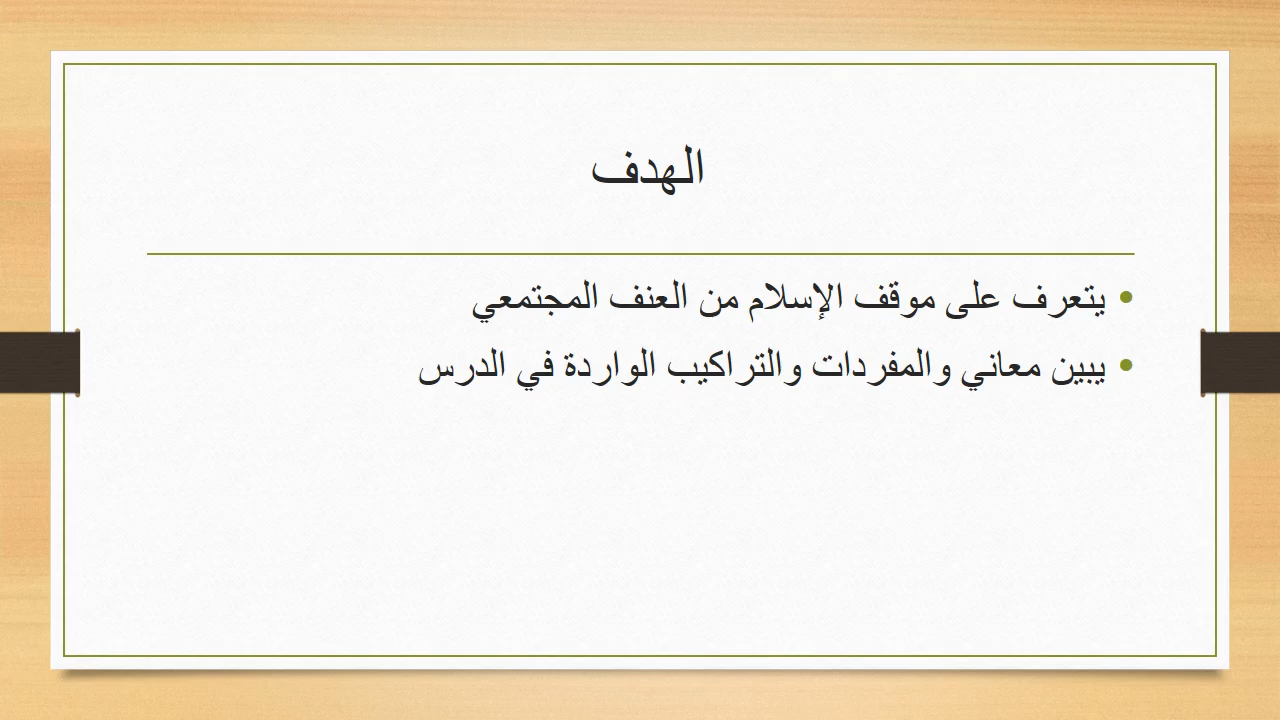 الهدف
• يتعرف على موقف الإسلام من العنف المجتمعي
• يبين معاني والمفردات والتراكيب الواردة في الدرس